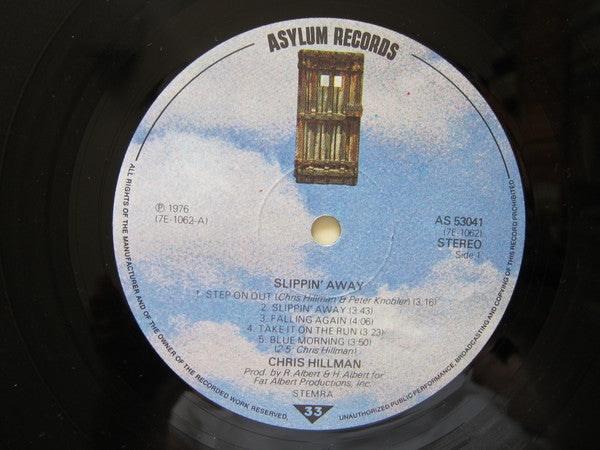 ASYLUM RECORDS
℗ 1976
(7E-1062-A)
AS 53041
(7E-1062)
STEREO
Side 1
SLIPPIN' AWAY
1. STEP ON OUT (Chris Hillman & Peter Knobler) (3:16)
2. SLIPPIN' AWAY (3:43)
3. FALLING AGAIN (4:06)
4. TAKE IT ON THE RUN (3:23)
5. BLUE MORNING (3:50)
(2-5: Chris Hillman)
CHRIS HILLMAN
Prod. by R. Albert & H. Albert for
Fat Albert Productions, Inc.
STEMRA
33
ALL RIGHTS OF THE MANUFACTURER AND OF THE OWNER OF THE RECORDED WORK RESERVED.
UNAUTHORIZED PUBLIC PERFORMANCE, BROADCASTING AND COPYING OF THIS RECORD PROHIBITED